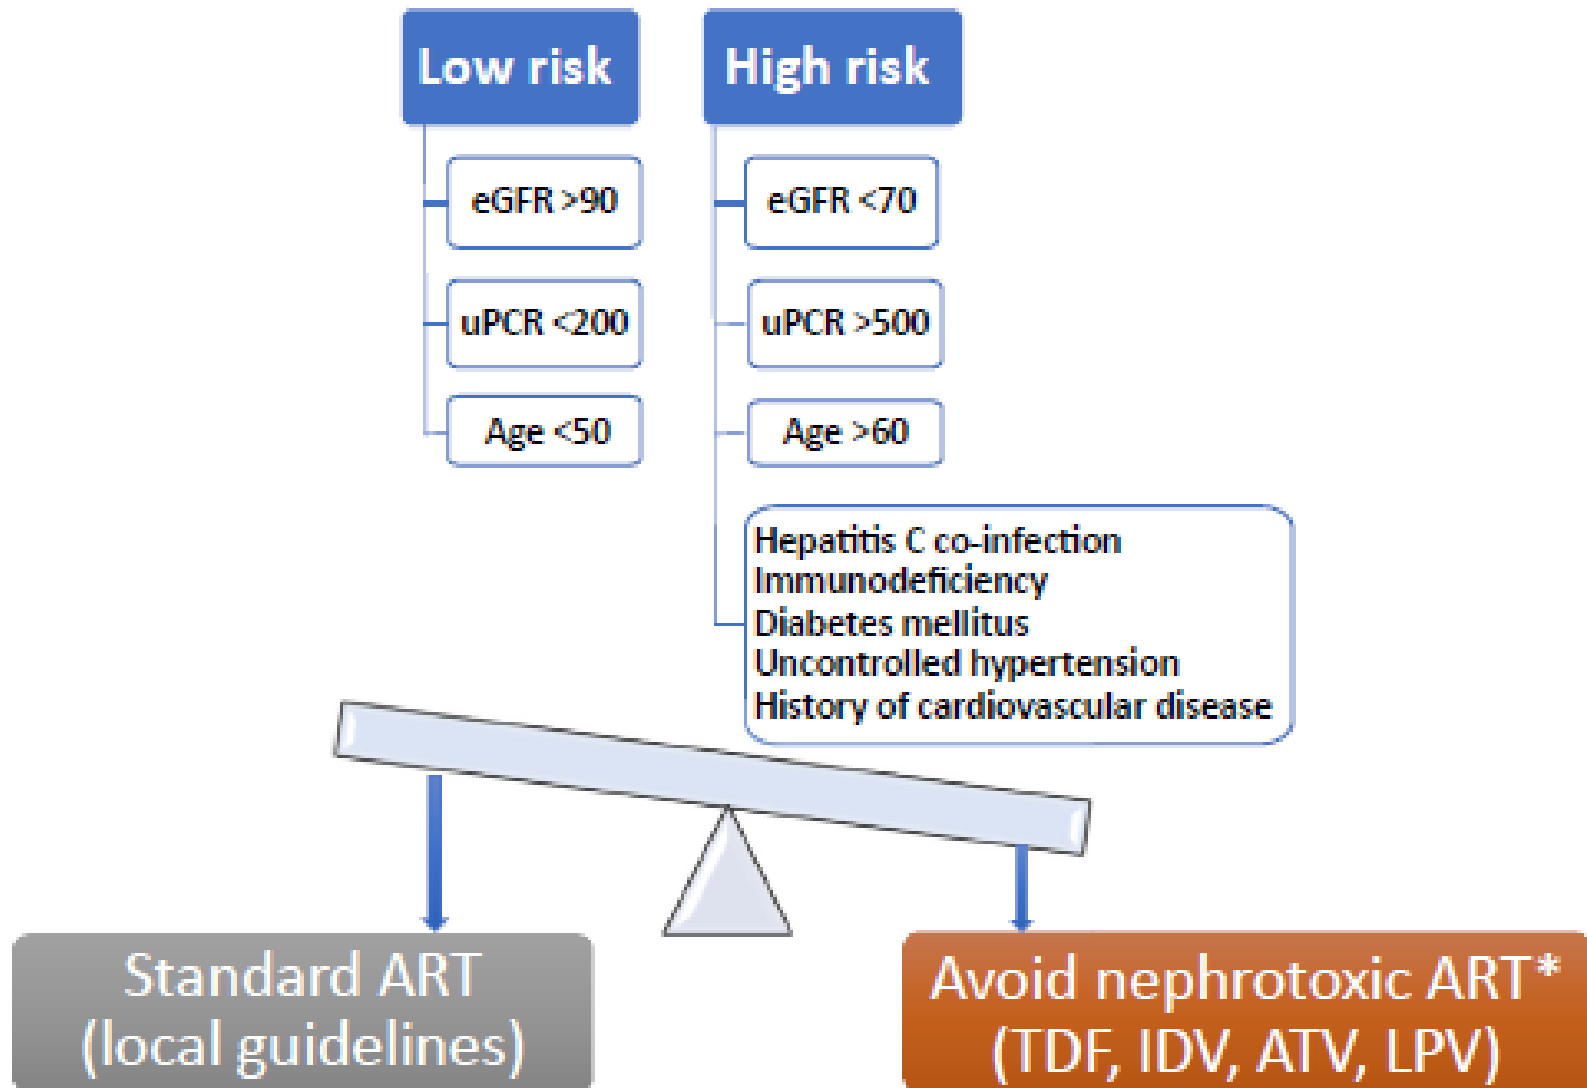 Low risk
eGFR >90
uPCR <200
Age <50
High risk
eGFR <70
uPCR >500
Age >60
Hepatitis C co-infection
Immunodeficiency
Diabetes mellitus
Uncontrolled hypertension
History of cardiovascular disease
Standard ART
(local guidelines)
Avoid nephrotoxic ART*
(TDF, IDV, ATV, LPV)